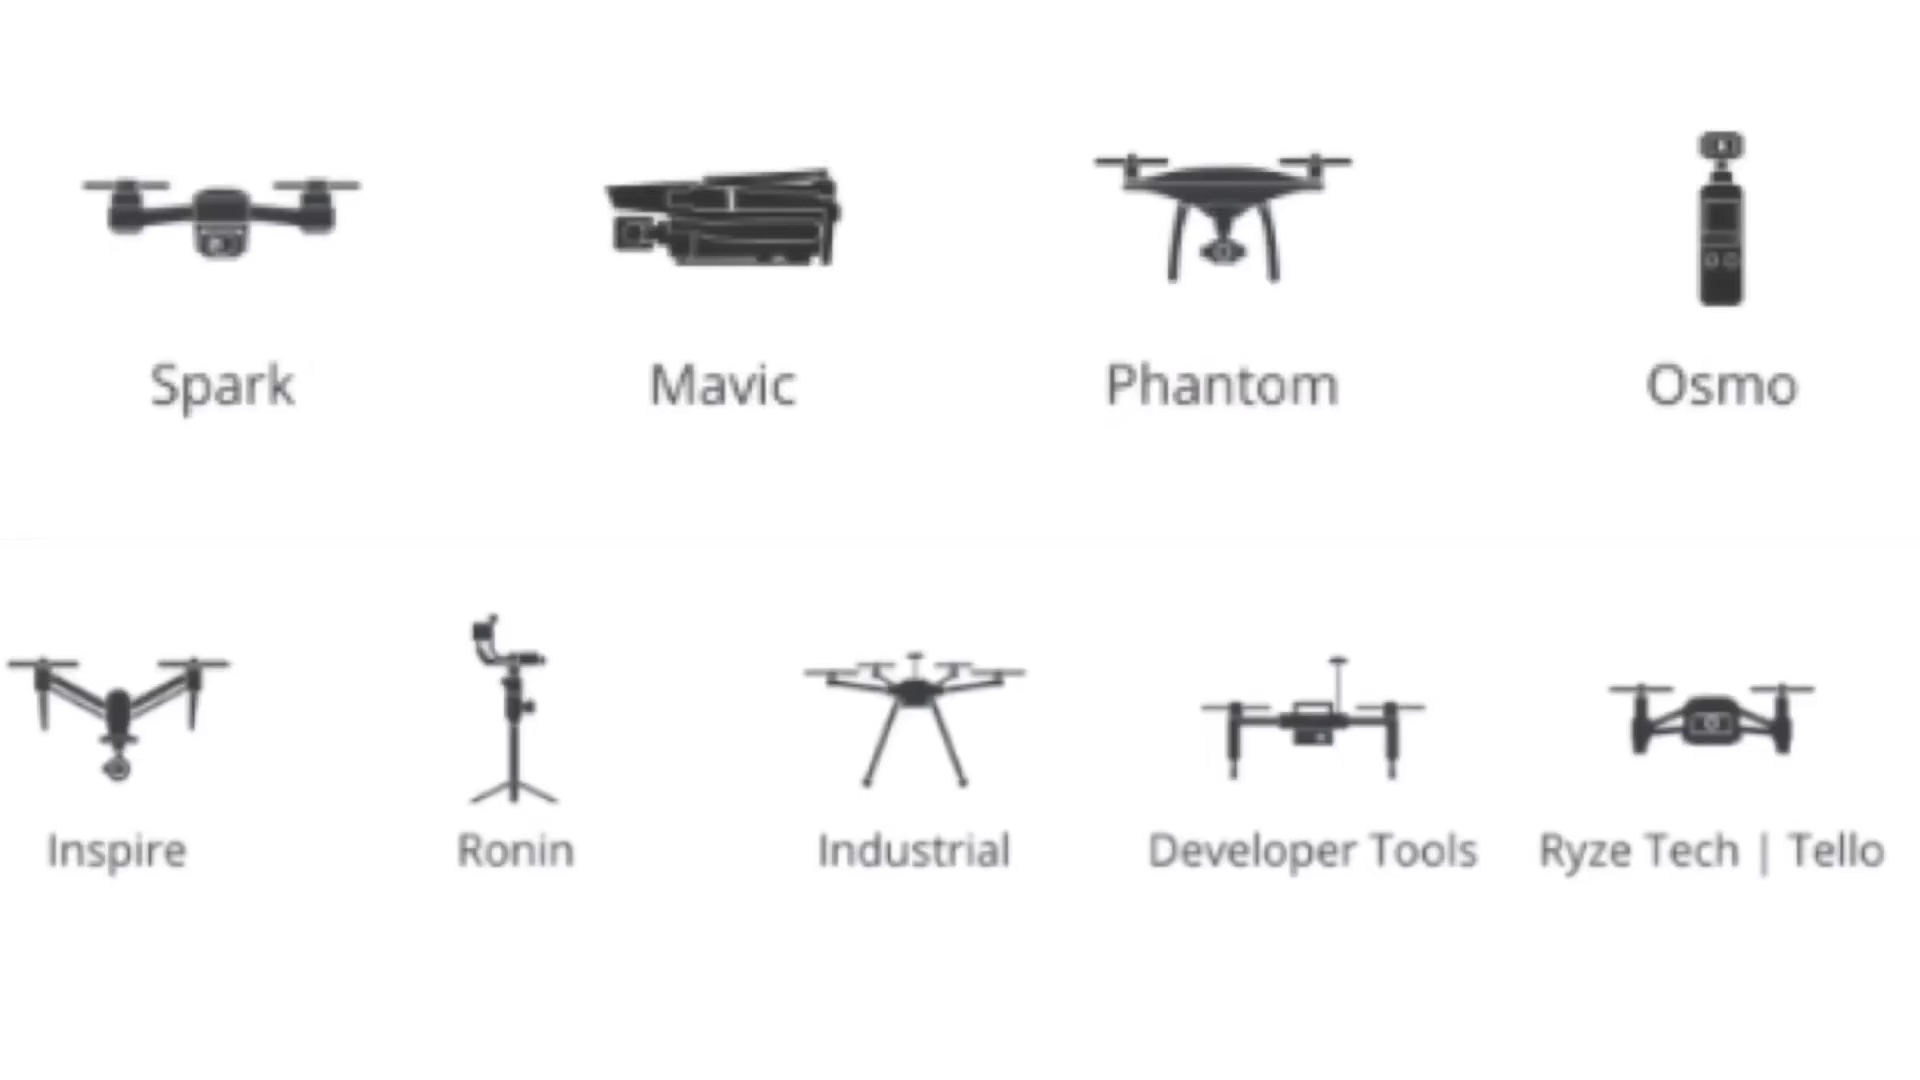 Spark
Mavic
Phantom
Osmo
Inspire
Ronin
Industrial
Developer Tools
Ryze Tech | Tello